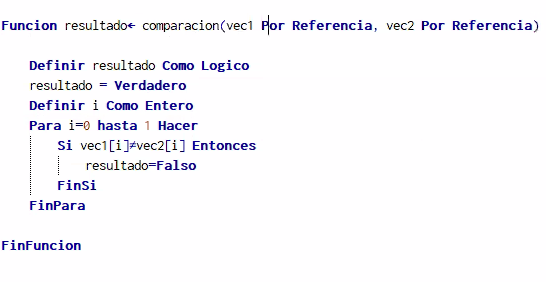 Funcion resultado← comparacion(vec1 Por Referencia, vec2 Por Referencia)
Definir resultado Como Logico
resultado = Verdadero
Definir i Como Entero
Para i=0 hasta 1 Hacer
Si vec1[i]≠vec2[i] Entonces
resultado=Falso
FinSi
FinPara
FinFuncion